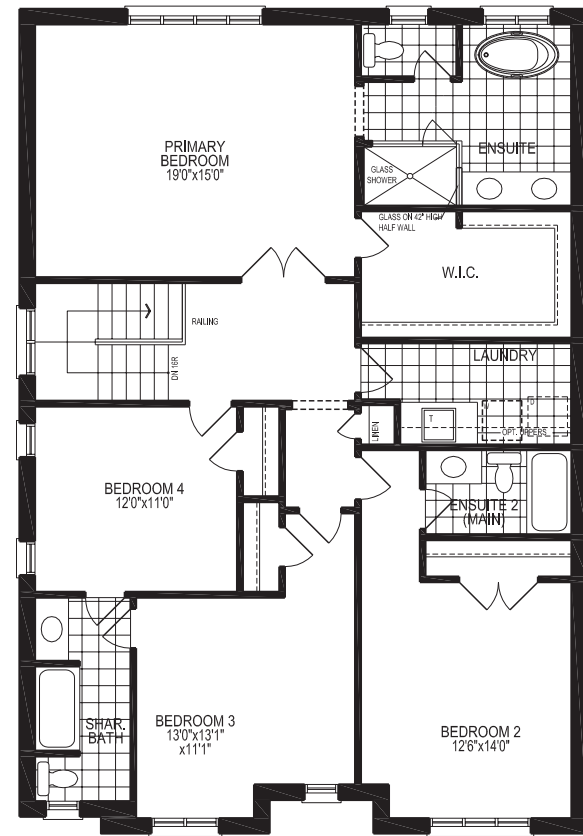 PRIMARY
BEDROOM
19'0"x15'0"
ENSUITE
GLASS
SHOWER
GLASS ON 42" HIGH
HALF WALL
W.I.C.
RAILING
DN 16R
LAUNDRY
LINEN
T
W
D
OPT. UPPERS
BEDROOM 4
12'0"x11'0"
ENSUITE 2
(MAIN)
SHAR.
BATH
BEDROOM 3
13'0"x13'1"
x11'1"
BEDROOM 2
12'6"x14'0"